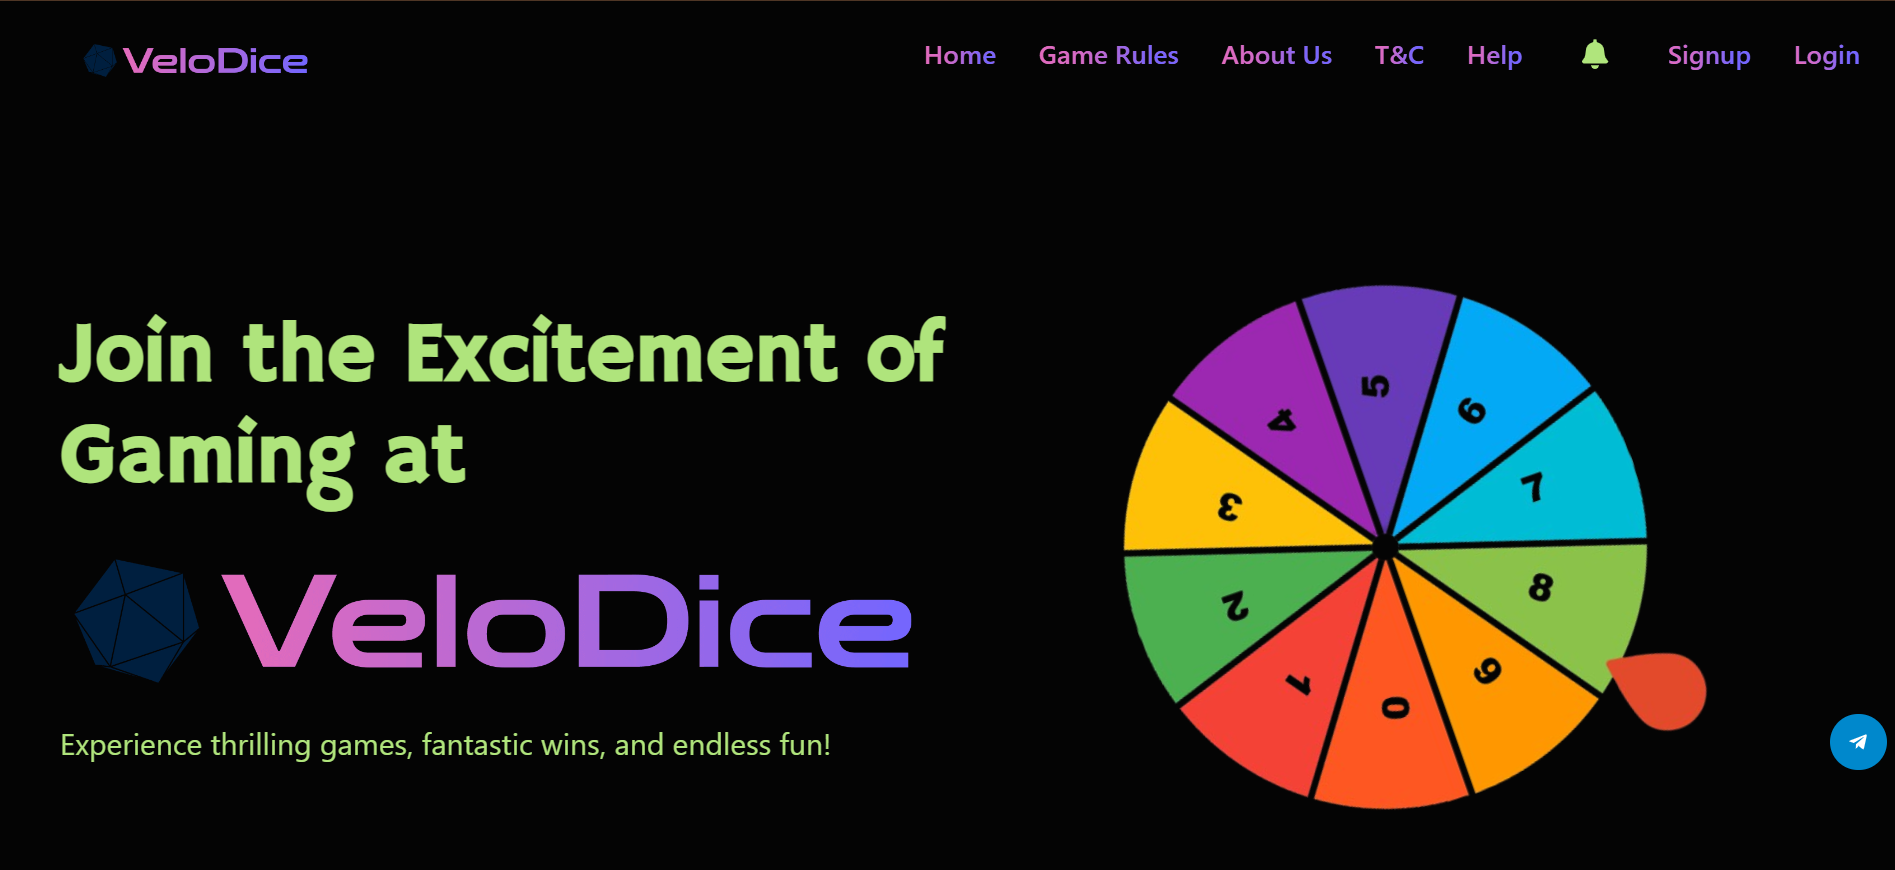 VeloDice
Home Game Rules About Us T&C Help Signup Login
Join the Excitement of
Gaming at
VeloDice
Experience thrilling games, fantastic wins, and endless fun!
5
6
4
7
3
8
2
9
1
0